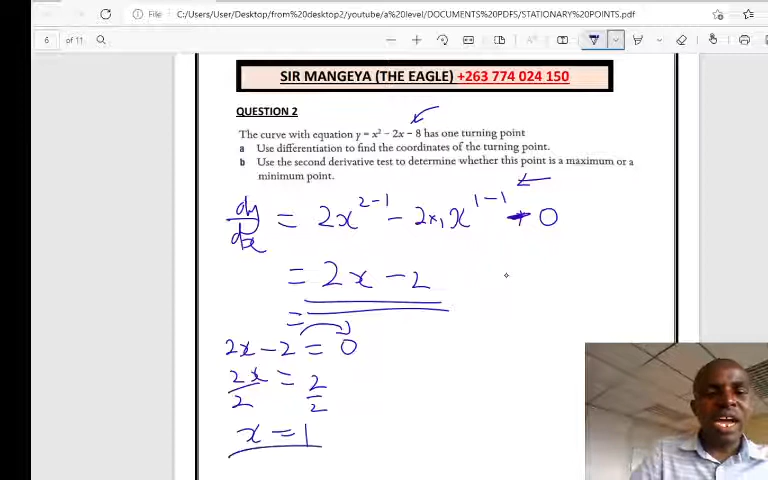 File | C:/Users/User/Desktop/from%20desktop2/youtube/a%20level/DOCUMENTS%20PDFS/STATIONARY%20POINTS.pdf
6 of 11
SIR MANGEYA (THE EAGLE) +263 774 024 150
QUESTION 2
The curve with equation y = x² − 2x − 8 has one turning point
a Use differentiation to find the coordinates of the turning point.
b Use the second derivative test to determine whether this point is a maximum or a
minimum point.
dy/dx = 2x^{2-1} - 2x_1 x^{1-1} - 0
= 2x - 2
=
2x - 2 = 0
2x/2 = 2/2
x = 1